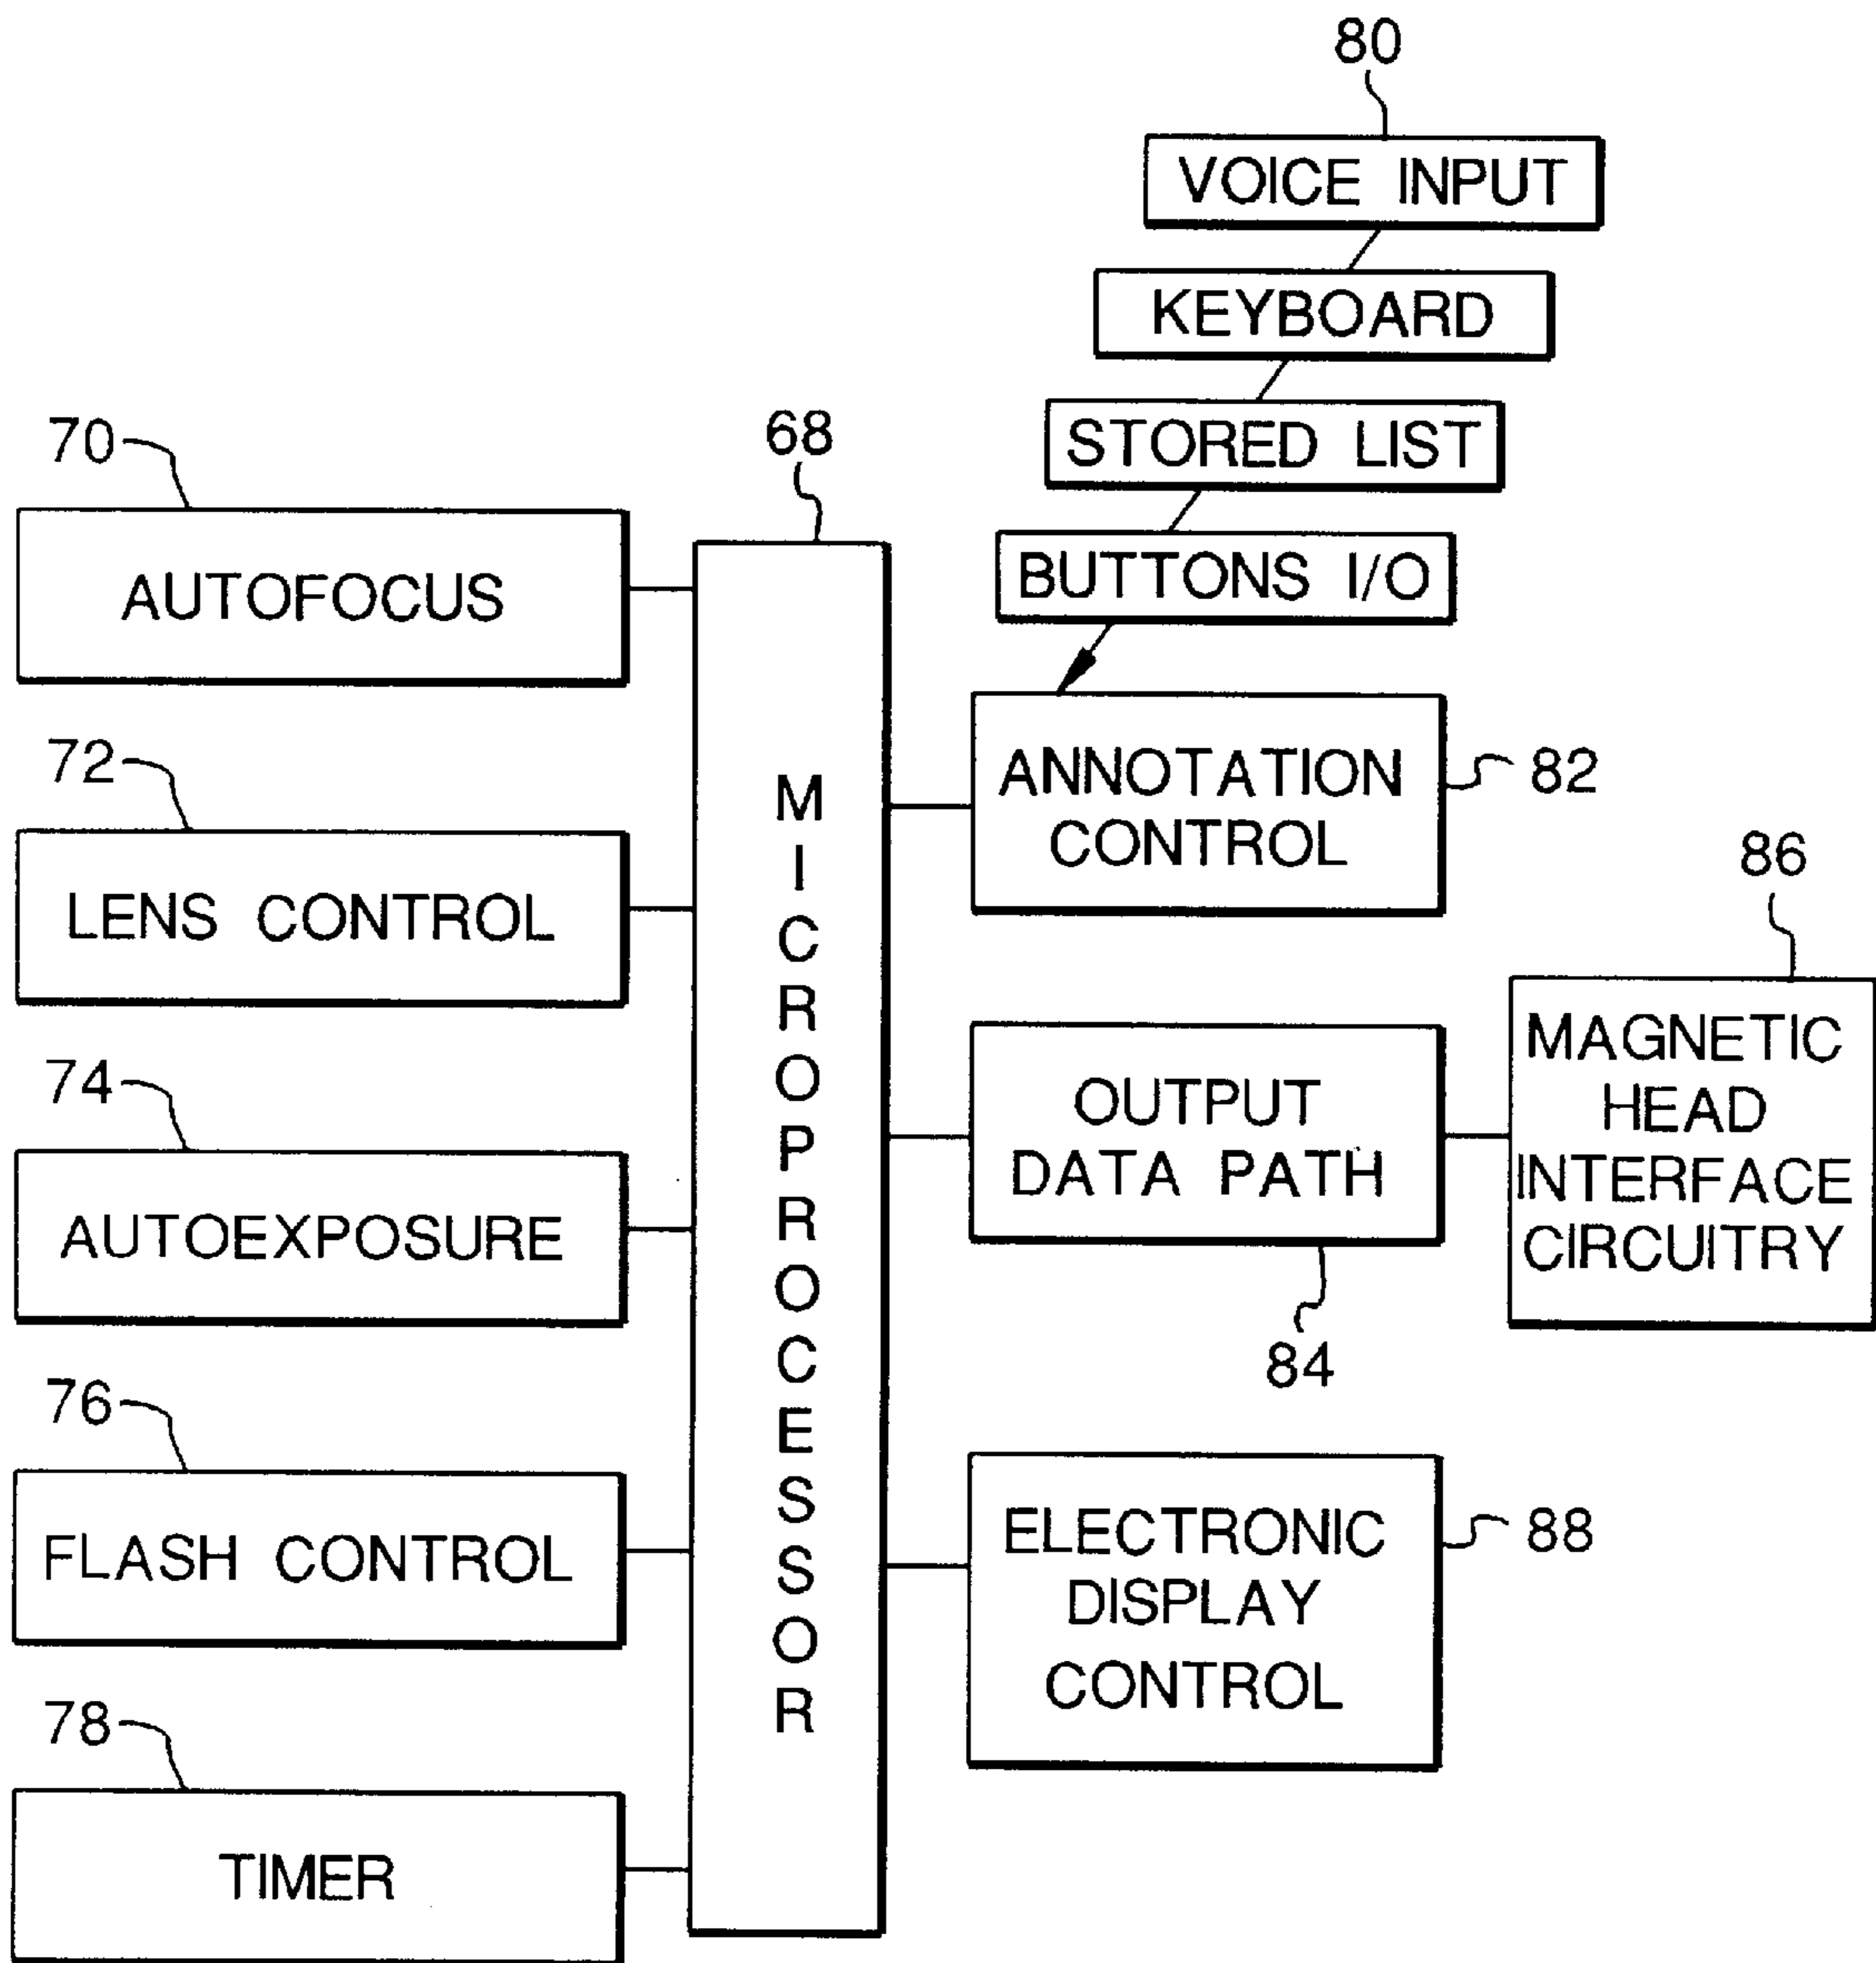 80
VOICE INPUT
KEYBOARD
STORED LIST
BUTTONS I/O
70
AUTOFOCUS
68
MICROPROCESSOR
72
LENS CONTROL
74
AUTOEXPOSURE
76
FLASH CONTROL
78
TIMER
ANNOTATION
CONTROL
82
OUTPUT
DATA PATH
84
86
MAGNETIC
HEAD
INTERFACE
CIRCUITRY
ELECTRONIC
DISPLAY
CONTROL
88